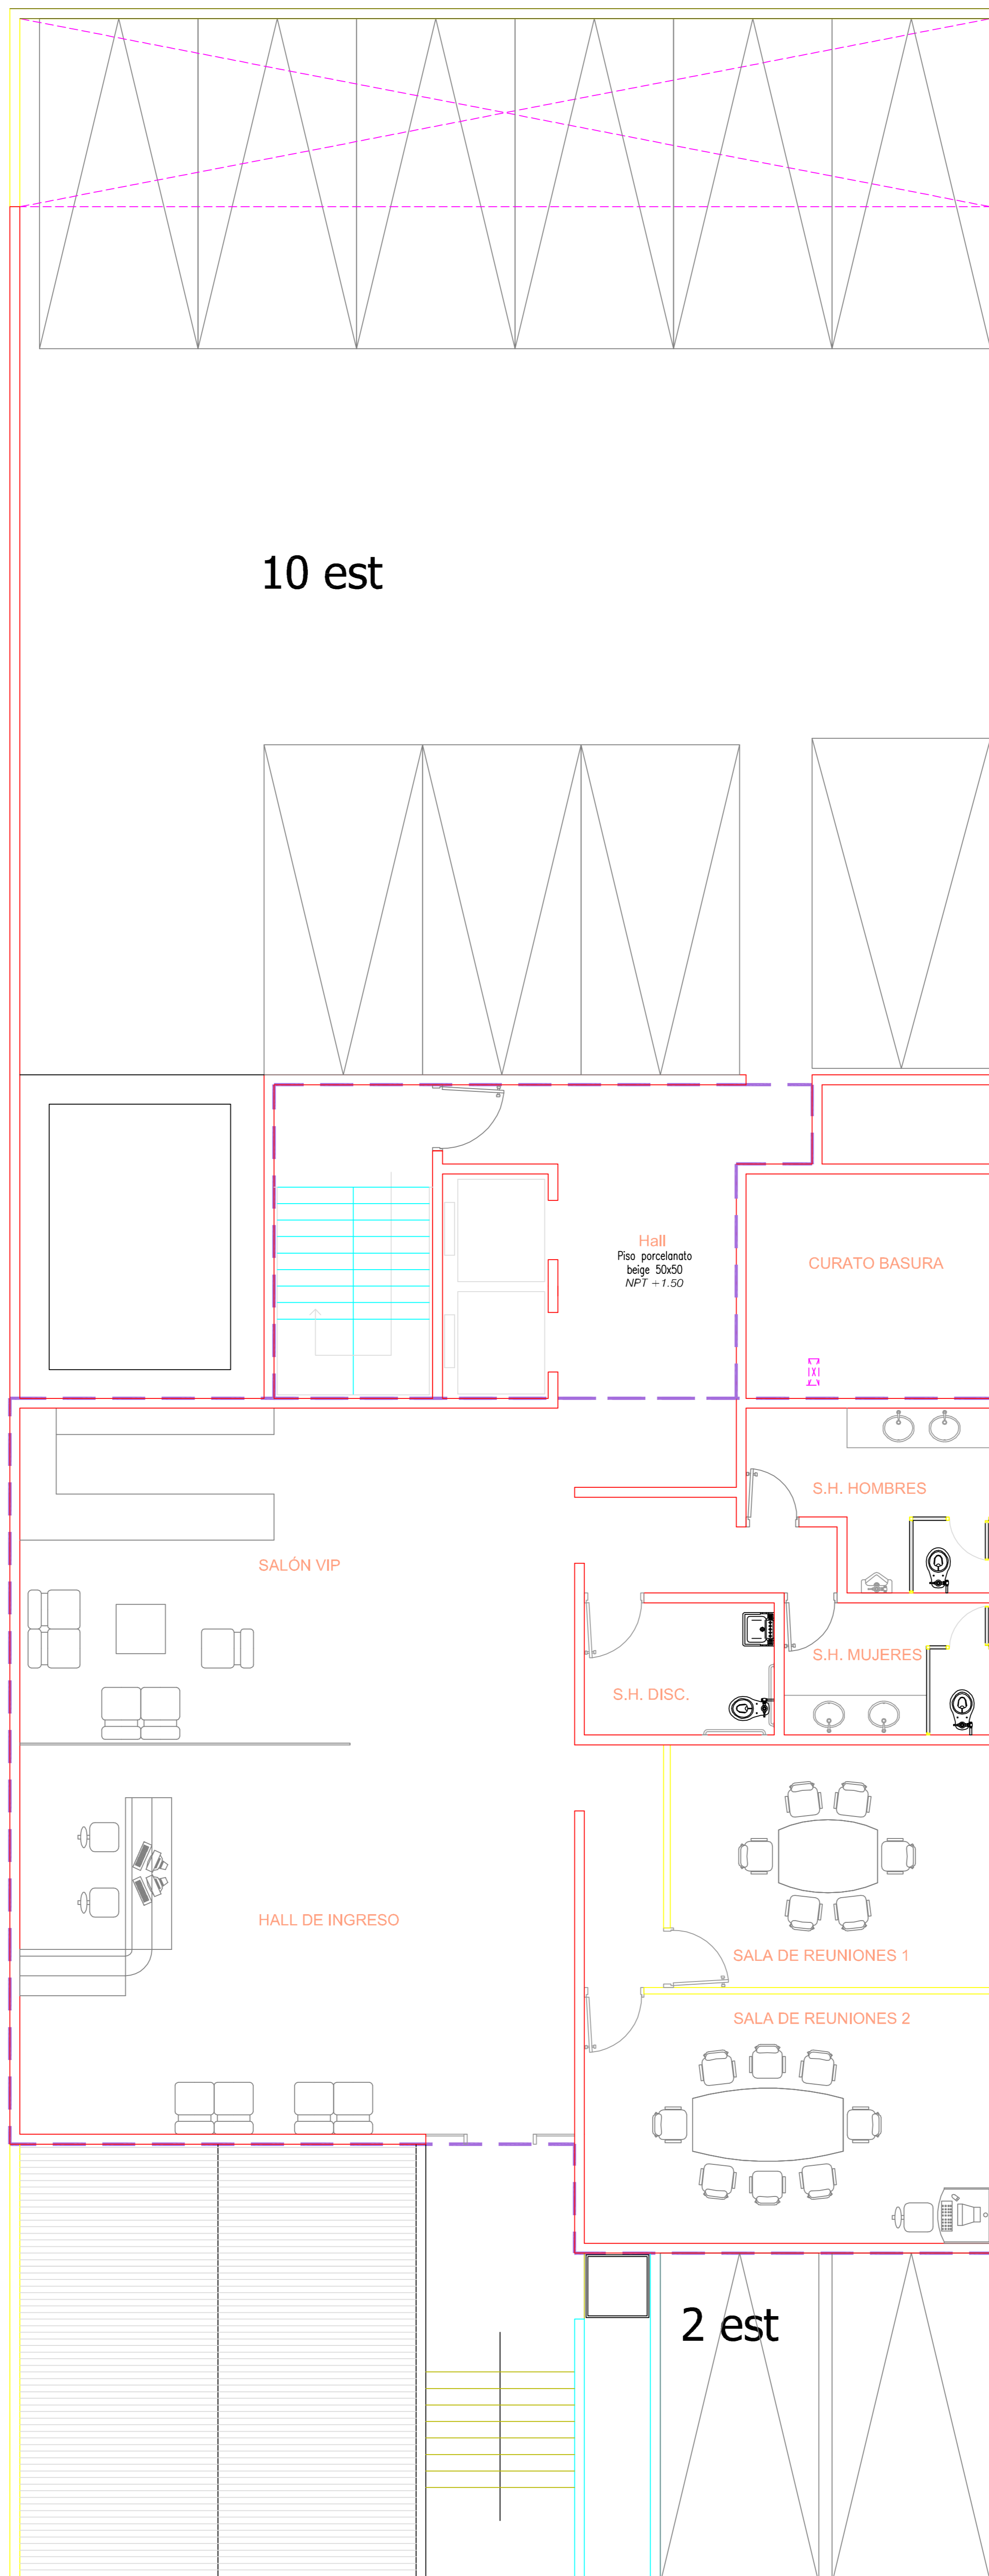 10 est
Hall
Piso porcelanato
beige 50x50
NPT +1.50
CURATO BASURA
S.H. HOMBRES
SALÓN VIP
S.H. MUJERES
S.H. DISC.
HALL DE INGRESO
SALA DE REUNIONES 1
SALA DE REUNIONES 2
2 est